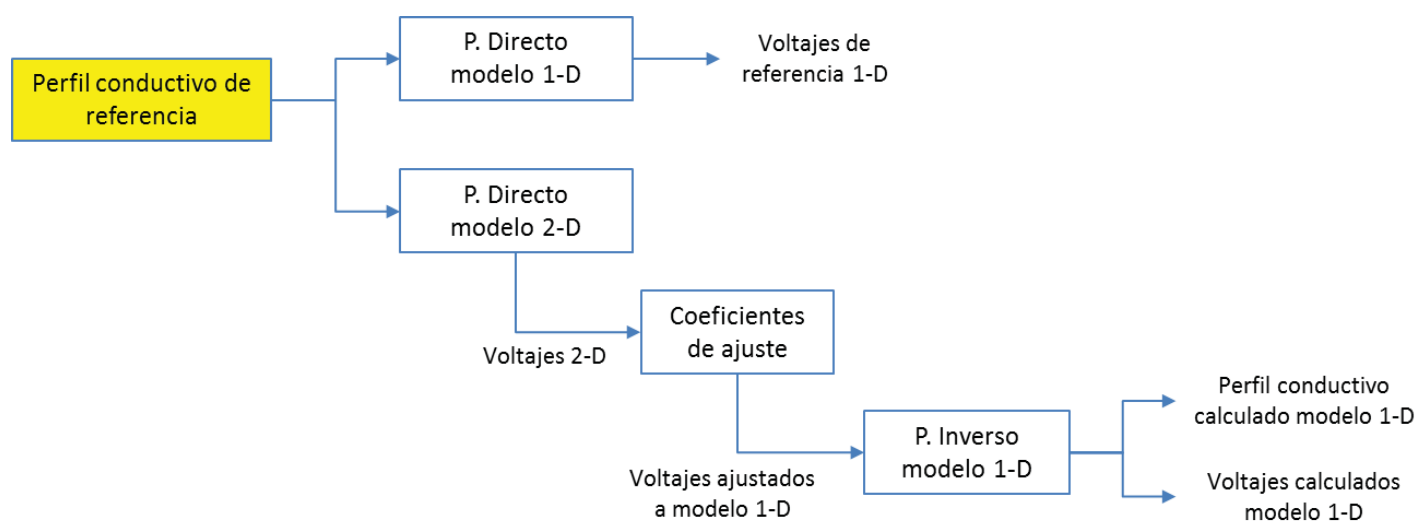 P. Directo
modelo 1-D
Voltajes de
referencia 1-D
Perfil conductivo de
referencia
P. Directo
modelo 2-D
Coeficientes
de ajuste
Voltajes 2-D
Perfil conductivo
calculado modelo 1-D
P. Inverso
modelo 1-D
Voltajes ajustados
a modelo 1-D
Voltajes calculados
modelo 1-D